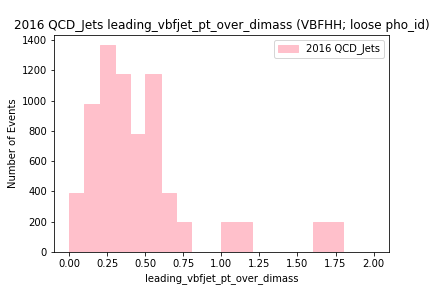 2016 QCD_Jets leading_vbfjet_pt_over_dimass (VBFHH; loose pho_id)
1400
1200
1000
800
600
400
200
0
Number of Events
2016 QCD_Jets
0.00 0.25 0.50 0.75 1.00 1.25 1.50 1.75 2.00
leading_vbfjet_pt_over_dimass